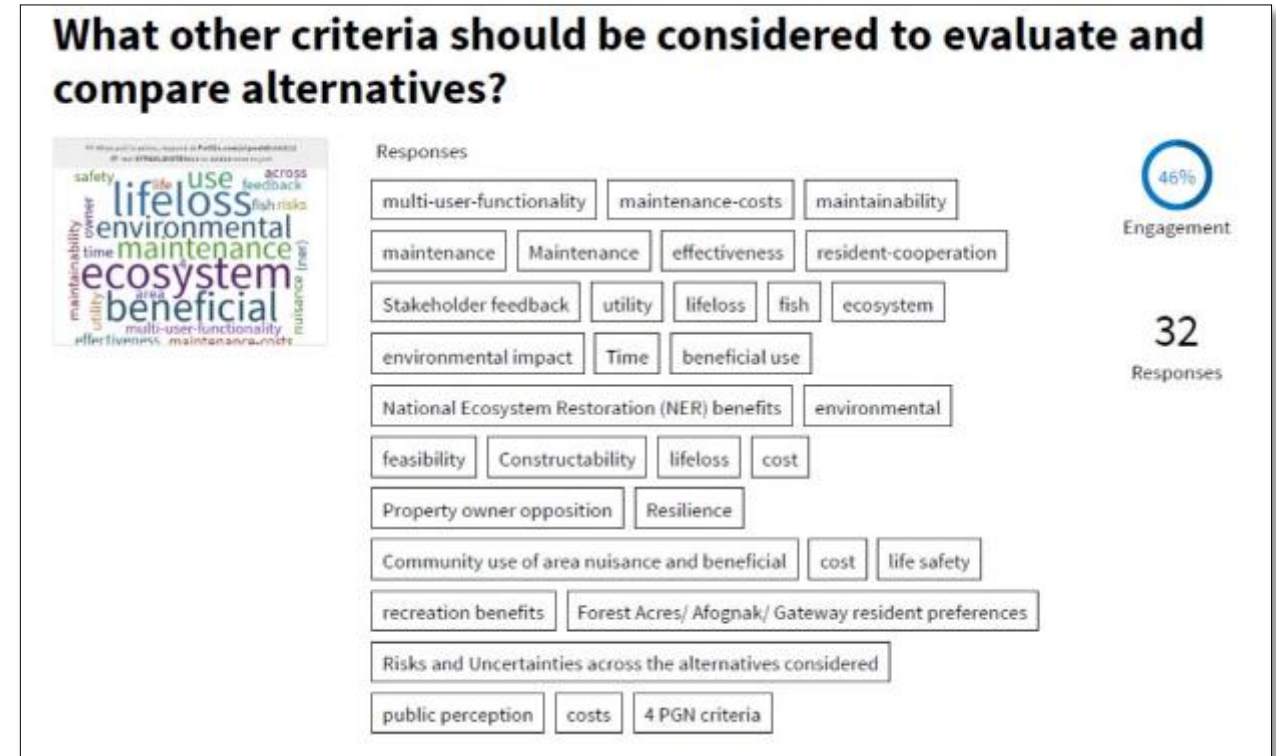 What other criteria should be considered to evaluate and
compare alternatives?
safety life use across
feedback
lifeloss fish risks
owner environmental
time maintenance (ner)
maintainability ecosystem
utility area beneficial nuisance
multi-user-functionality
effectiveness maintenance-costs
Responses
multi-user-functionality maintenance-costs maintainability
maintenance Maintenance effectiveness resident-cooperation
Stakeholder feedback utility lifeloss fish ecosystem
environmental impact Time beneficial use
National Ecosystem Restoration (NER) benefits environmental
feasibility Constructability lifeloss cost
Property owner opposition Resilience
Community use of area nuisance and beneficial cost life safety
recreation benefits Forest Acres/ Afognak/ Gateway resident preferences
Risks and Uncertainties across the alternatives considered
public perception costs 4 PGN criteria
46%
Engagement
32
Responses